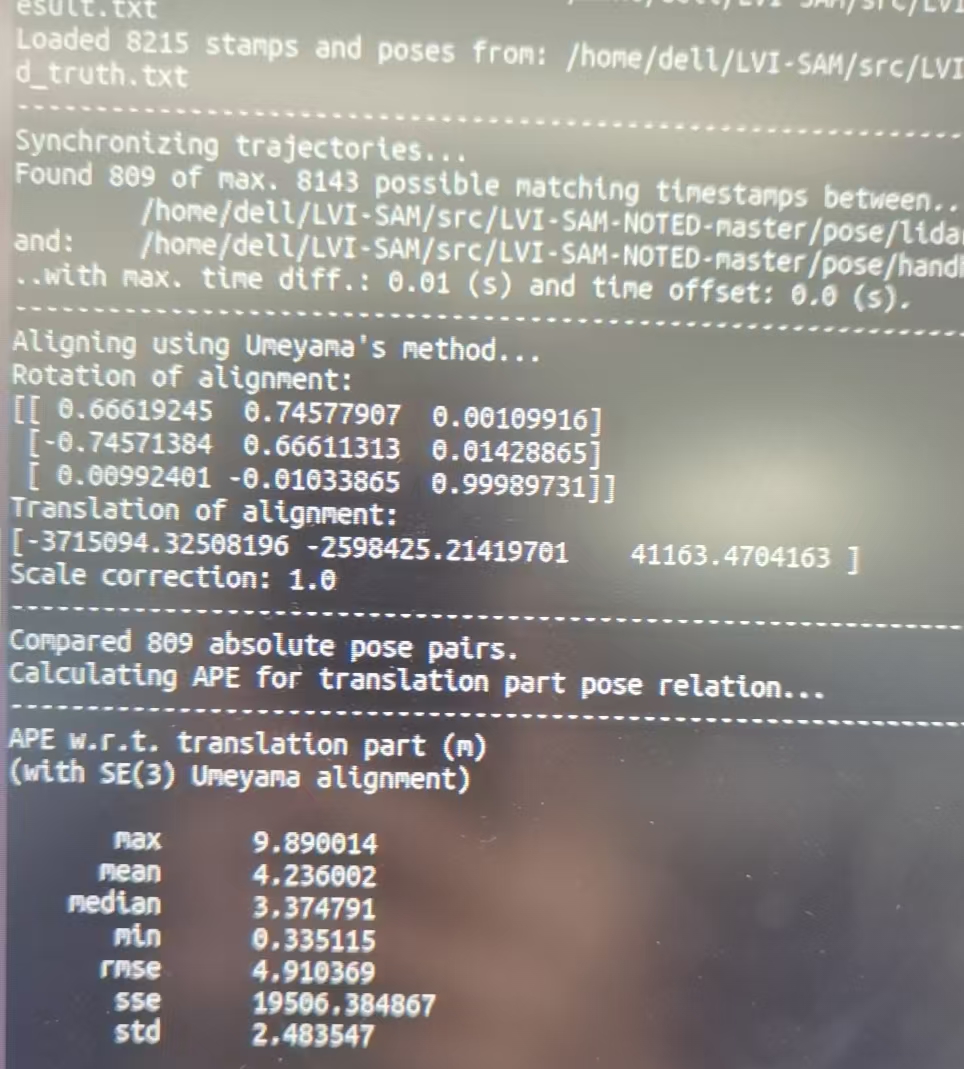 esult.txt
Loaded 8215 stamps and poses from: /home/dell/LVI-SAM/src/LVI
d_truth.txt
--------------------------------------------------------------------------------
Synchronizing trajectories...
Found 809 of max. 8143 possible matching timestamps between..
/home/dell/LVI-SAM/src/LVI-SAM-NOTED-master/pose/lida
and: /home/dell/LVI-SAM/src/LVI-SAM-NOTED-master/pose/hand
..with max. time diff.: 0.01 (s) and time offset: 0.0 (s).
--------------------------------------------------------------------------------
Aligning using Umeyama's method...
Rotation of alignment:
[[ 0.66619245 0.74577907 0.00109916]
[-0.74571384 0.66611313 0.01428865]
[ 0.00992401 -0.01033865 0.99989731]]
Translation of alignment:
[-3715094.32508196 -2598425.21419701 41163.4704163 ]
Scale correction: 1.0
--------------------------------------------------------------------------------
Compared 809 absolute pose pairs.
Calculating APE for translation part pose relation...
--------------------------------------------------------------------------------
APE w.r.t. translation part (m)
(with SE(3) Umeyama alignment)
max 9.890014
mean 4.236002
median 3.374791
min 0.335115
rmse 4.910369
sse 19506.384867
std 2.483547